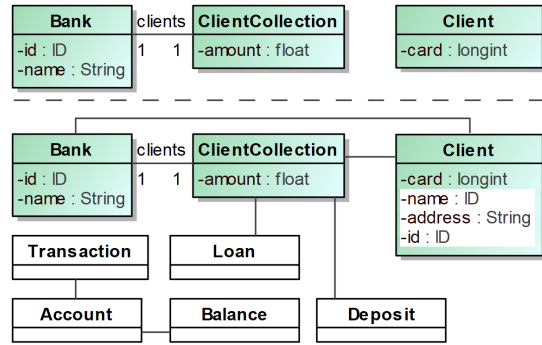 Bank clients ClientCollection Client
-id : ID 1 1 -amount : float -card : longint
-name : String
Bank clients ClientCollection Client
-id : ID 1 1 -amount : float -card : longint
-name : String -name : ID
-address : String
-id : ID
Transaction Loan
Account Balance Deposit